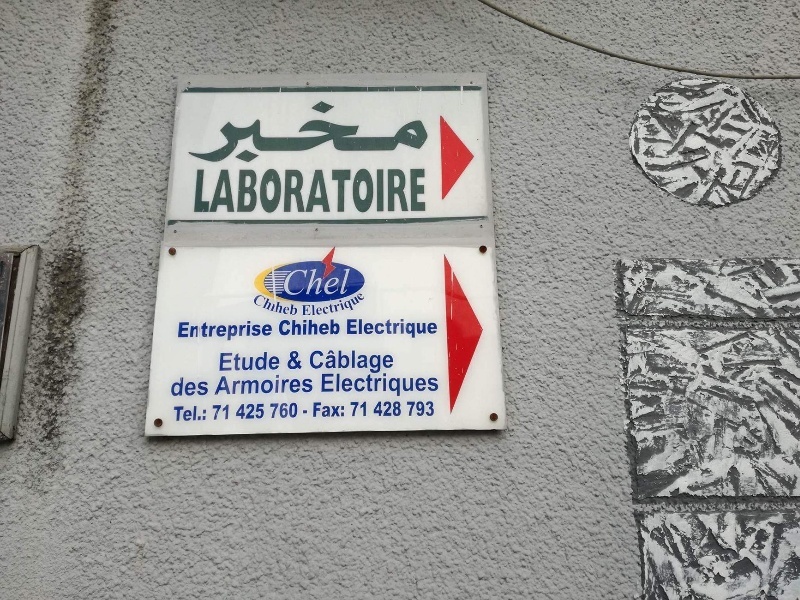 مخبر
LABORATOIRE
Chel
Chiheb Electrique
Entreprise Chiheb Electrique
Etude & Câblage
des Armoires Electriques
Tel.: 71 425 760 - Fax: 71 428 793